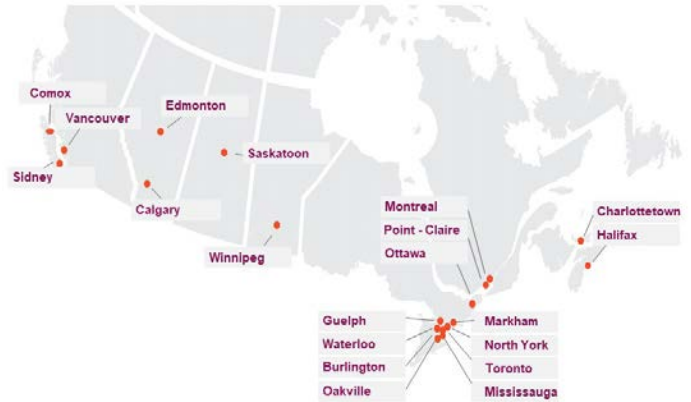 Comox
Vancouver
Edmonton
Saskatoon
Sidney
Calgary
Winnipeg
Montreal
Point - Claire
Ottawa
Charlottetown
Halifax
Guelph
Waterloo
Burlington
Oakville
Markham
North York
Toronto
Mississauga